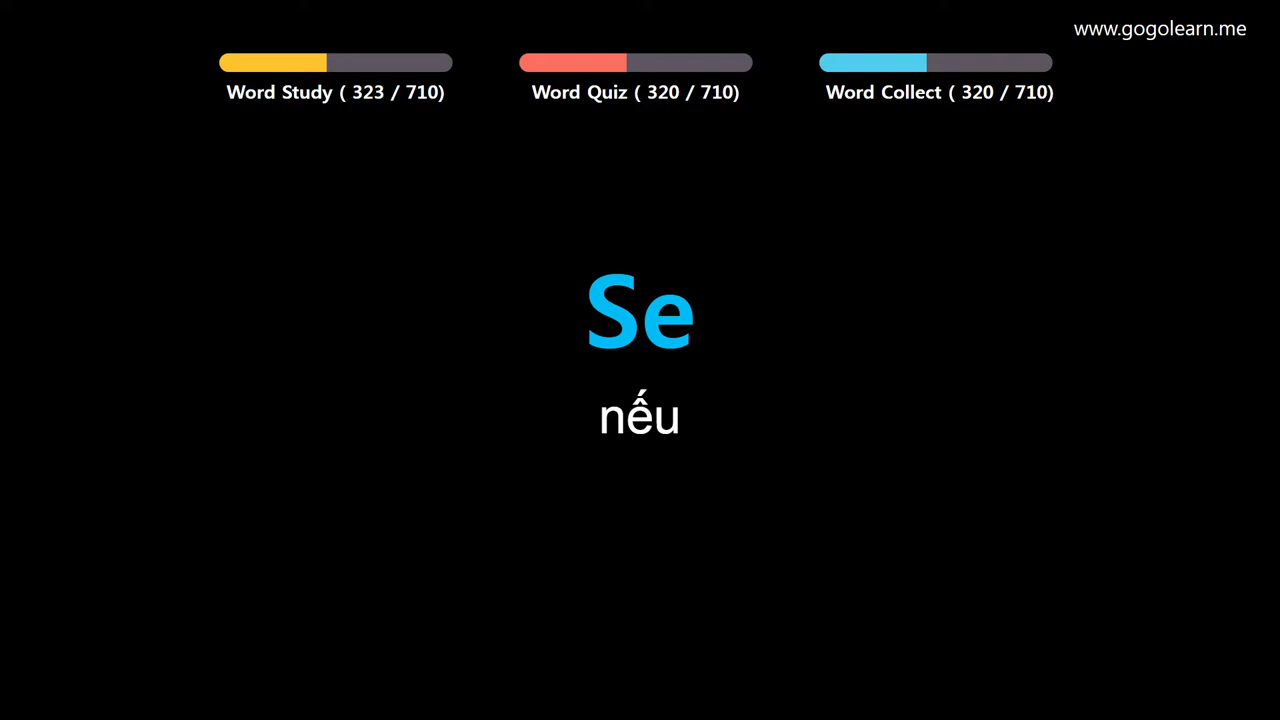 www.gogolearn.me
Word Study ( 323 / 710)
Word Quiz ( 320 / 710)
Word Collect ( 320 / 710)
Se
nếu